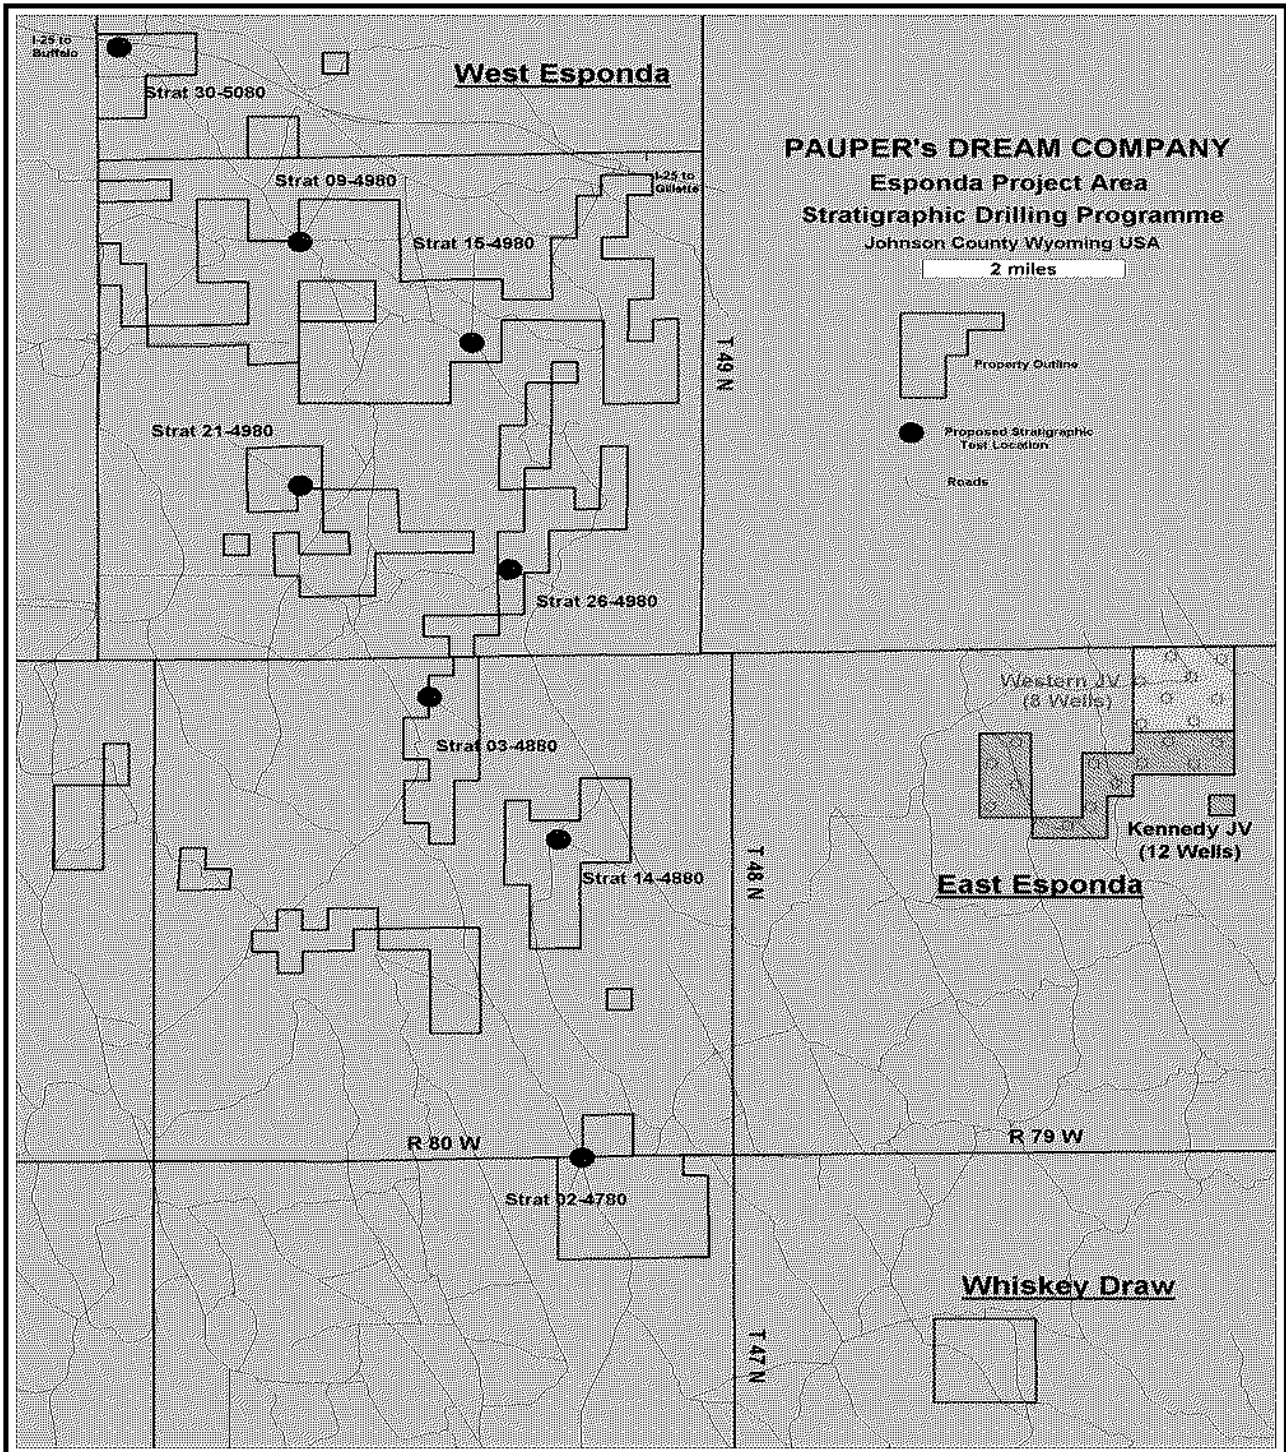 I-25 to
Buffalo
West Esponda
Strat 30-5080
PAUPER's DREAM COMPANY
Esponda Project Area
Stratigraphic Drilling Programme
Johnson County Wyoming USA
2 miles
Strat 09-4980
I-25 to
Gillette
Strat 15-4980
T 49 N
Property Outline
Strat 21-4980
Proposed Stratigraphic
Test Location
Roads
Strat 26-4980
Western JV
(8 Wells)
Strat 03-4880
Kennedy JV
(12 Wells)
T 48 N
Strat 14-4880
East Esponda
R 80 W
R 79 W
Strat 02-4780
Whiskey Draw
T 47 N